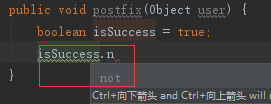 public void postfix(Object user) {
boolean isSuccess = true;
isSuccess.n
not
}
Ctrl+向下箭头 and Ctrl+向上箭头 will